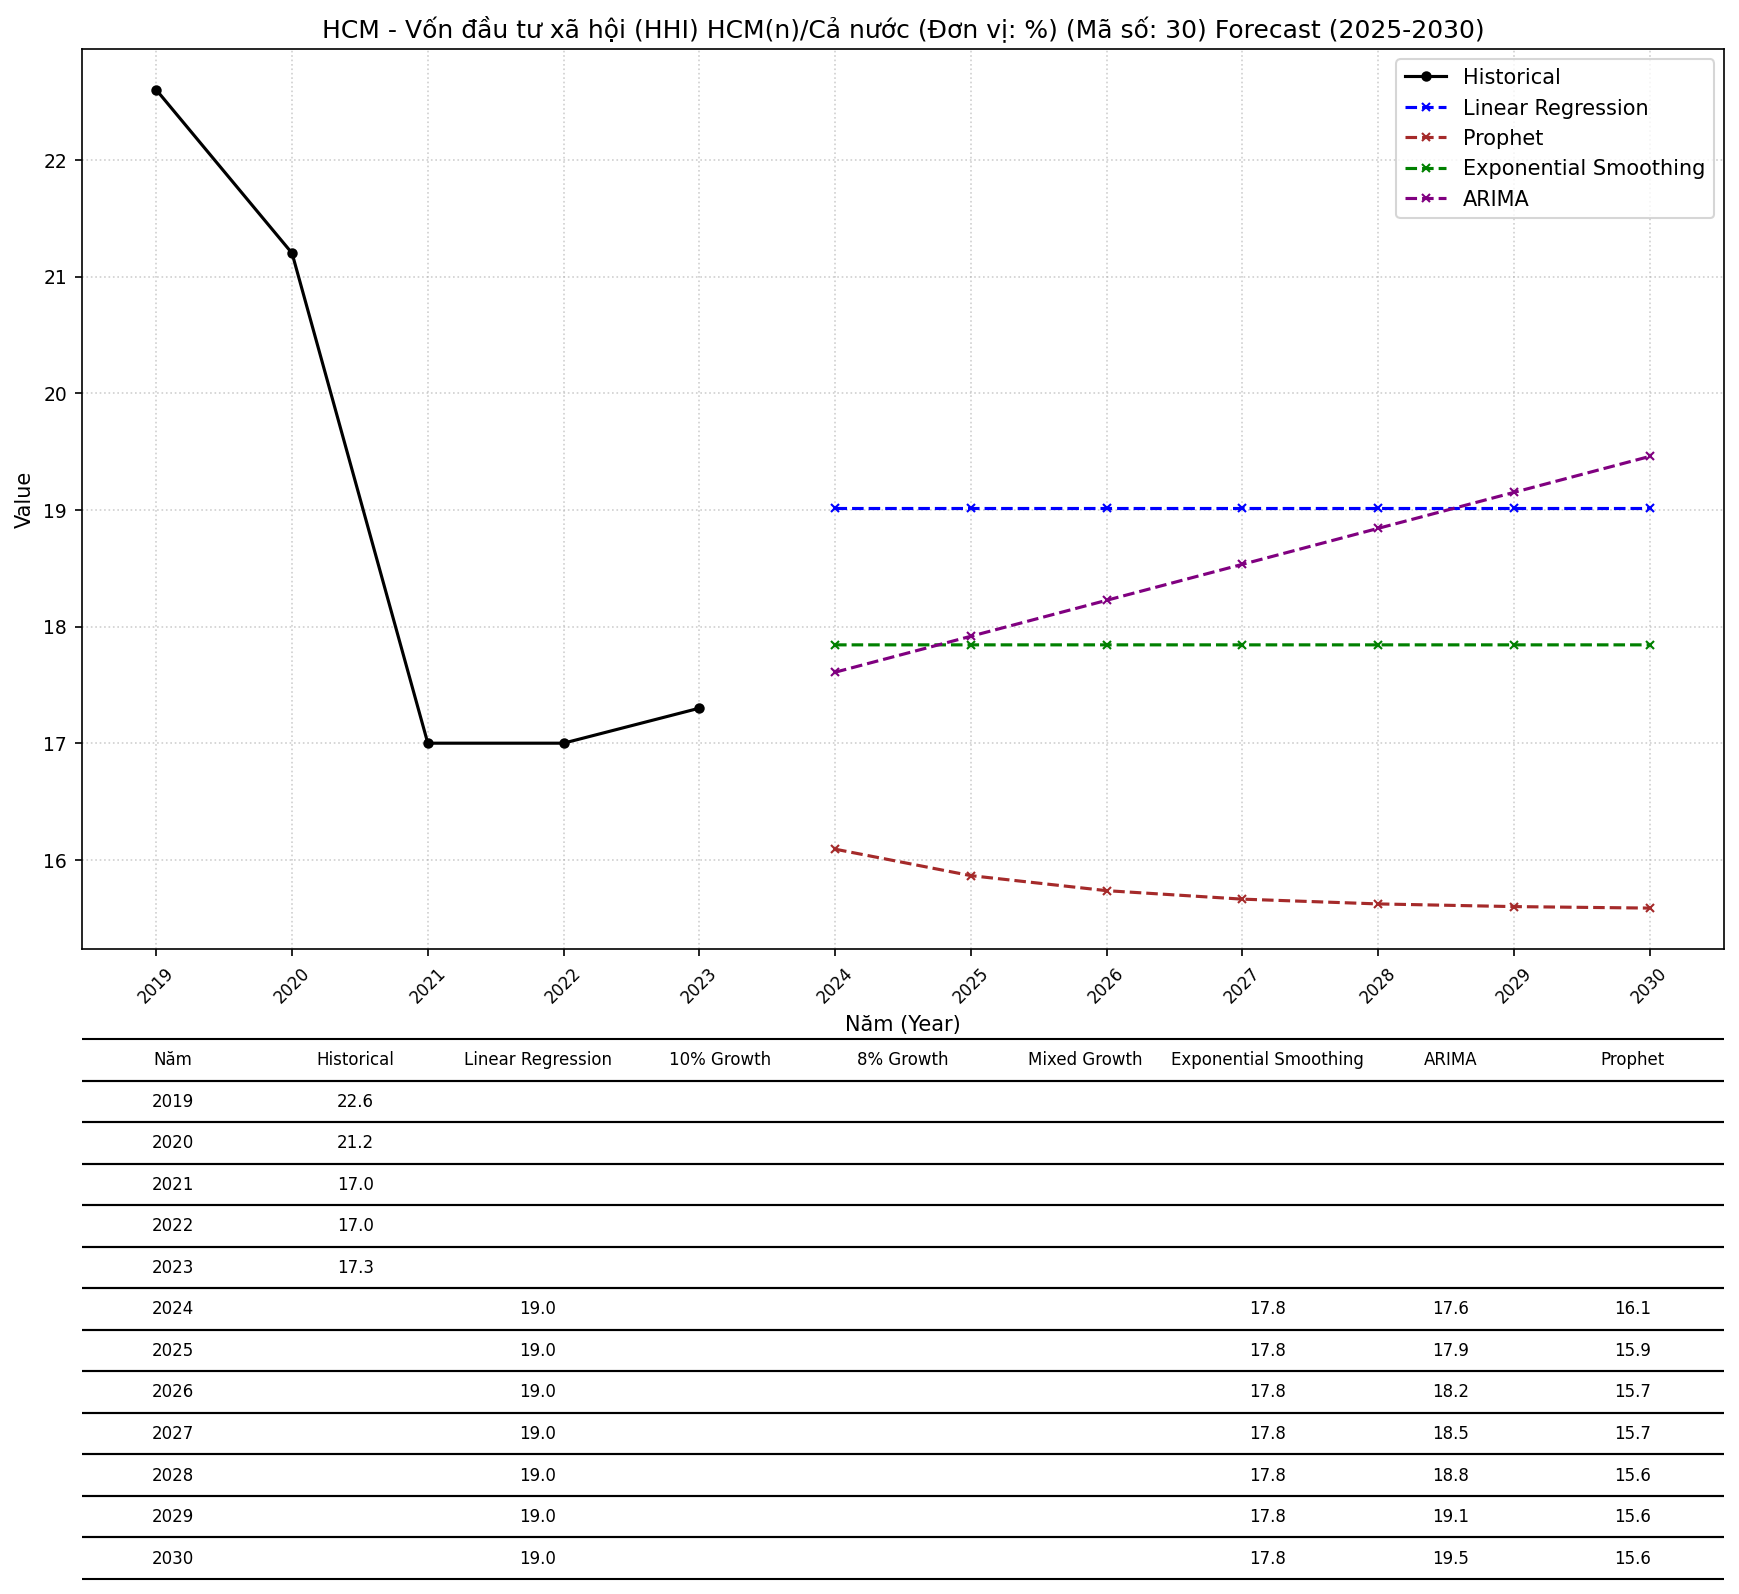 HCM - Vốn đầu tư xã hội (HHI) HCM(n)/Cả nước (Đơn vị: %) (Mã số: 30) Forecast (2025-2030)
Historical
Linear Regression
Prophet
Exponential Smoothing
ARIMA
Value
22
21
20
19
18
17
16
2019 2020 2021 2022 2023 2024 2025 2026 2027 2028 2029 2030
Năm (Year)
Năm Historical Linear Regression 10% Growth 8% Growth Mixed Growth Exponential Smoothing ARIMA Prophet
2019 22.6
2020 21.2
2021 17.0
2022 17.0
2023 17.3
2024 19.0 17.8 17.6 16.1
2025 19.0 17.8 17.9 15.9
2026 19.0 17.8 18.2 15.7
2027 19.0 17.8 18.5 15.7
2028 19.0 17.8 18.8 15.6
2029 19.0 17.8 19.1 15.6
2030 19.0 17.8 19.5 15.6